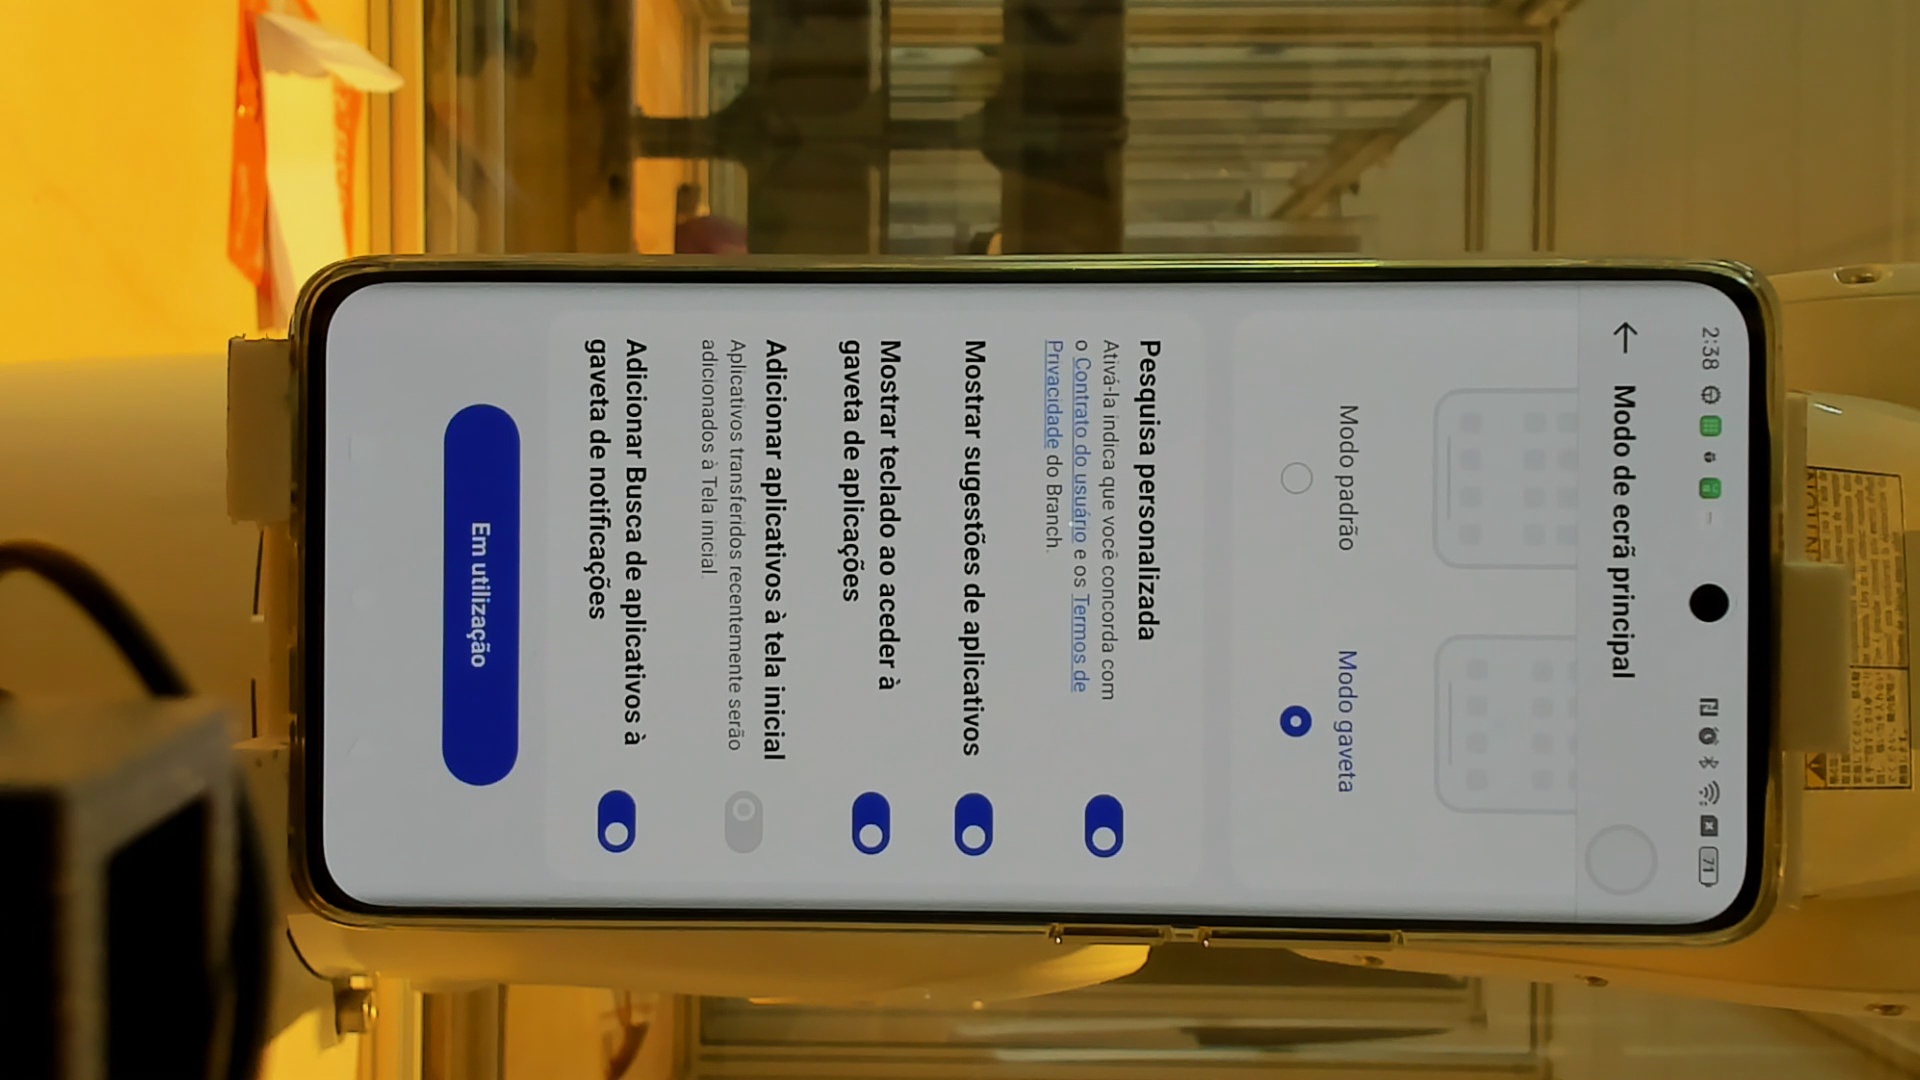 2:38
71
Modo de ecrã principal
Modo padrão
Modo gaveta
Pesquisa personalizada
Ativá-la indica que você concorda com
o Contrato do usuário e os Termos de
Privacidade do Branch.
Mostrar sugestões de aplicativos
Mostrar teclado ao aceder à
gaveta de aplicações
Adicionar aplicativos à tela inicial
Aplicativos transferidos recentemente serão
adicionados à Tela inicial.
Adicionar Busca de aplicativos à
gaveta de notificações
Em utilização